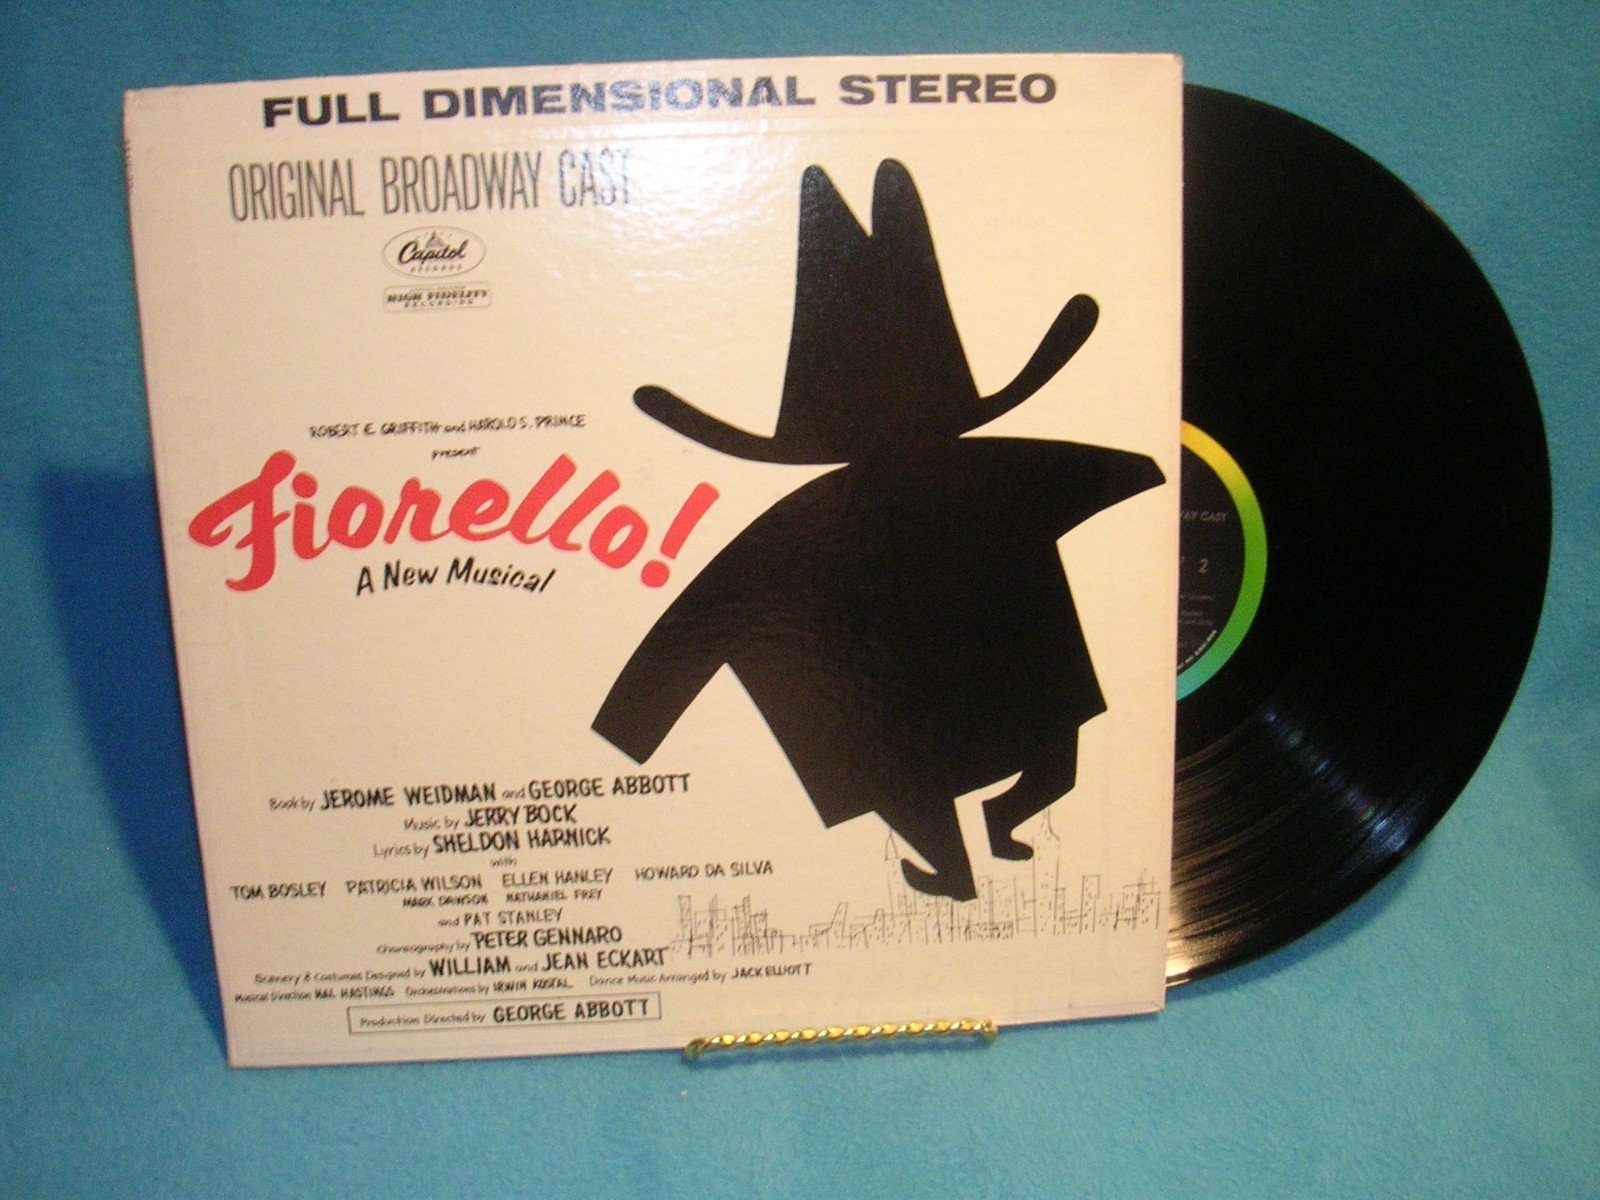 FULL DIMENSIONAL STEREO
ORIGINAL BROADWAY CAST
Capitol
RECORDS
HIGH FIDELITY
RECORDING
ROBERT E. GRIFFITH and HAROLD S. PRINCE
present
Fiorello!
A New Musical
Book by JEROME WEIDMAN and GEORGE ABBOTT
Music by JERRY BOCK
Lyrics by SHELDON HARNICK
with
TOM BOSLEY PATRICIA WILSON ELLEN HANLEY HOWARD DA SILVA
MARK DAWSON NATHANIEL FREY
and PAT STANLEY
Choreography by PETER GENNARO
Scenery & Costumes Designed by WILLIAM and JEAN ECKART
Musical Direction HAL HASTINGS Orchestrations by IRWIN KOSTAL Dance Music Arranged by JACK ELLIOTT
Production Directed by GEORGE ABBOTT
WAY CAST
2